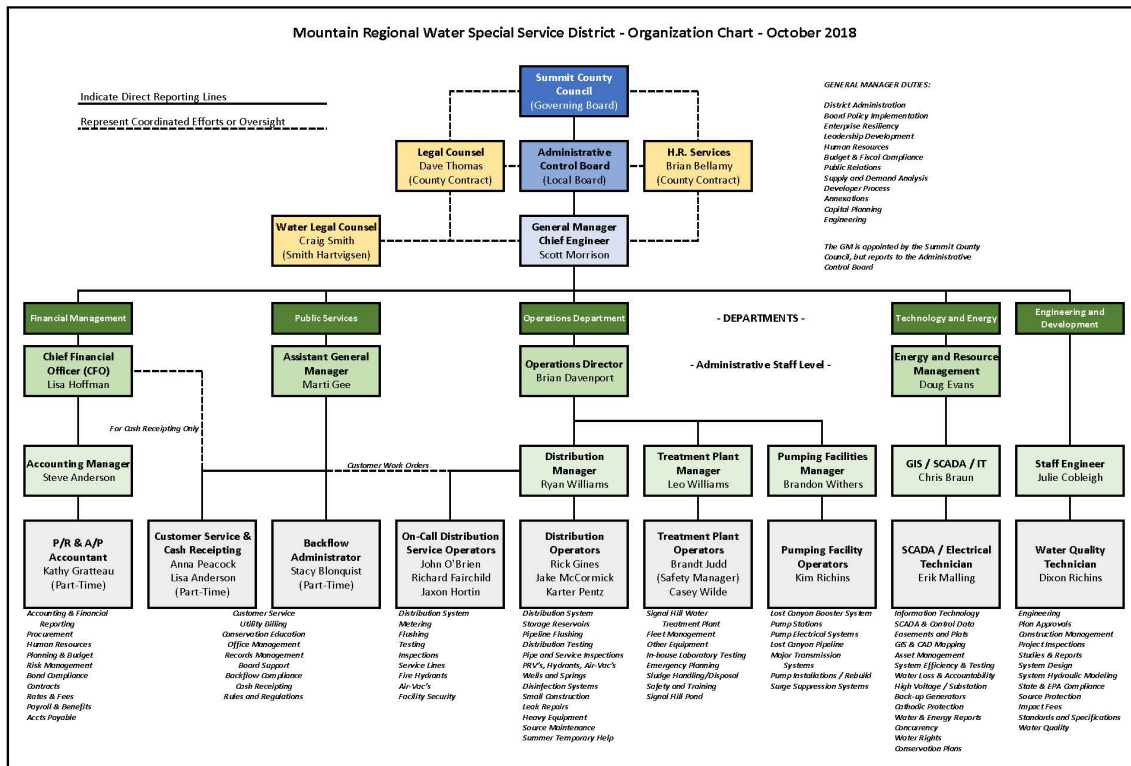 Mountain Regional Water Special Service District - Organization Chart - October 2018
Indicate Direct Reporting Lines
Represent Coordinated Efforts or Oversight
Summit County
Council
(Governing Board)
Legal Counsel
Dave Thomas
(County Contract)
Administrative
Control Board
(Local Board)
H.R. Services
Brian Bellamy
(County Contract)
Water Legal Counsel
Craig Smith
(Smith Hartvigsen)
General Manager
Chief Engineer
Scott Morrison
GENERAL MANAGER DUTIES:
District Administration
Board Policy Implementation
Enterprise Resiliency
Leadership Development
Human Resources
Budget & Fiscal Compliance
Public Relations
Supply and Demand Analysis
Developer Process
Annexations
Capital Planning
Engineering
The GM is appointed by the Summit County
Council, but reports to the Administrative
Control Board
Financial Management
Public Services
Operations Department
- DEPARTMENTS -
Technology and Energy
Engineering and
Development
Chief Financial
Officer (CFO)
Lisa Hoffman
Assistant General
Manager
Marti Gee
Operations Director
Brian Davenport
- Administrative Staff Level -
Energy and Resource
Management
Doug Evans
For Cash Receipting Only
Customer Work Orders
Accounting Manager
Steve Anderson
Distribution
Manager
Ryan Williams
Treatment Plant
Manager
Leo Williams
Pumping Facilities
Manager
Brandon Withers
GIS / SCADA / IT
Chris Braun
Staff Engineer
Julie Cobleigh
P/R & A/P
Accountant
Kathy Gratteau
(Part-Time)
Customer Service &
Cash Receipting
Anna Peacock
Lisa Anderson
(Part-Time)
Backflow
Administrator
Stacy Blonquist
(Part-Time)
On-Call Distribution
Service Operators
John O'Brien
Richard Fairchild
Jaxon Hortin
Distribution
Operators
Rick Gines
Jake McCormick
Karter Pentz
Treatment Plant
Operators
Brandt Judd
(Safety Manager)
Casey Wilde
Pumping Facility
Operators
Kim Richins
SCADA / Electrical
Technician
Erik Malling
Water Quality
Technician
Dixon Richins
Accounting & Financial
Reporting
Procurement
Human Resources
Planning & Budget
Risk Management
Bond Compliance
Contracts
Rates & Fees
Payroll & Benefits
Accts Payable
Customer Service
Utility Billing
Conservation Education
Office Management
Records Management
Board Support
Backflow Compliance
Cash Receipting
Rules and Regulations
Distribution System
Metering
Flushing
Testing
Inspections
Service Lines
Fire Hydrants
Air-Vac's
Facility Security
Distribution System
Storage Reservoirs
Pipeline Flushing
Distribution Testing
Pipe and Service Inspections
PRV's, Hydrants, Air-Vac's
Wells and Springs
Disinfection Systems
Small Construction
Leak Repairs
Heavy Equipment
Source Maintenance
Summer Temporary Help
Signal Hill Water
Treatment Plant
Fleet Management
Other Equipment
In-house Laboratory Testing
Emergency Planning
Sludge Handling/Disposal
Safety and Training
Signal Hill Pond
Lost Canyon Booster System
Pump Stations
Pump Electrical Systems
Lost Canyon Pipeline
Major Transmission
Systems
Pump Installations / Rebuild
Surge Suppression Systems
Information Technology
SCADA & Control Data
Easements and Plats
GIS & CAD Mapping
Asset Management
System Efficiency & Testing
Water Loss & Accountability
High Voltage / Substation
Back-up Generators
Cathodic Protection
Water & Energy Reports
Concurrency
Water Rights
Conservation Plans
Engineering
Plan Approvals
Construction Management
Project Inspections
Studies & Reports
System Design
System Hydraulic Modeling
State & EPA Compliance
Source Protection
Impact Fees
Standards and Specifications
Water Quality